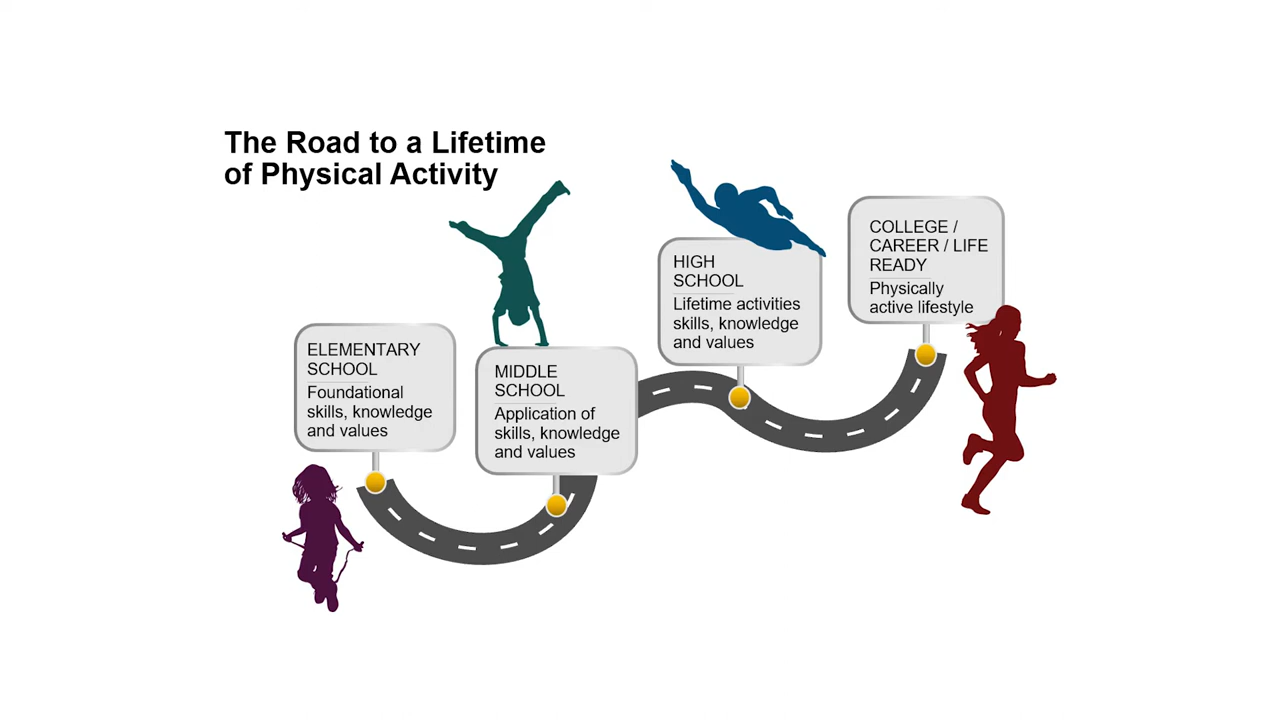 The Road to a Lifetime
of Physical Activity
ELEMENTARY
SCHOOL
Foundational
skills, knowledge
and values
MIDDLE
SCHOOL
Application of
skills, knowledge
and values
HIGH
SCHOOL
Lifetime activities
skills, knowledge
and values
COLLEGE /
CAREER / LIFE
READY
Physically
active lifestyle